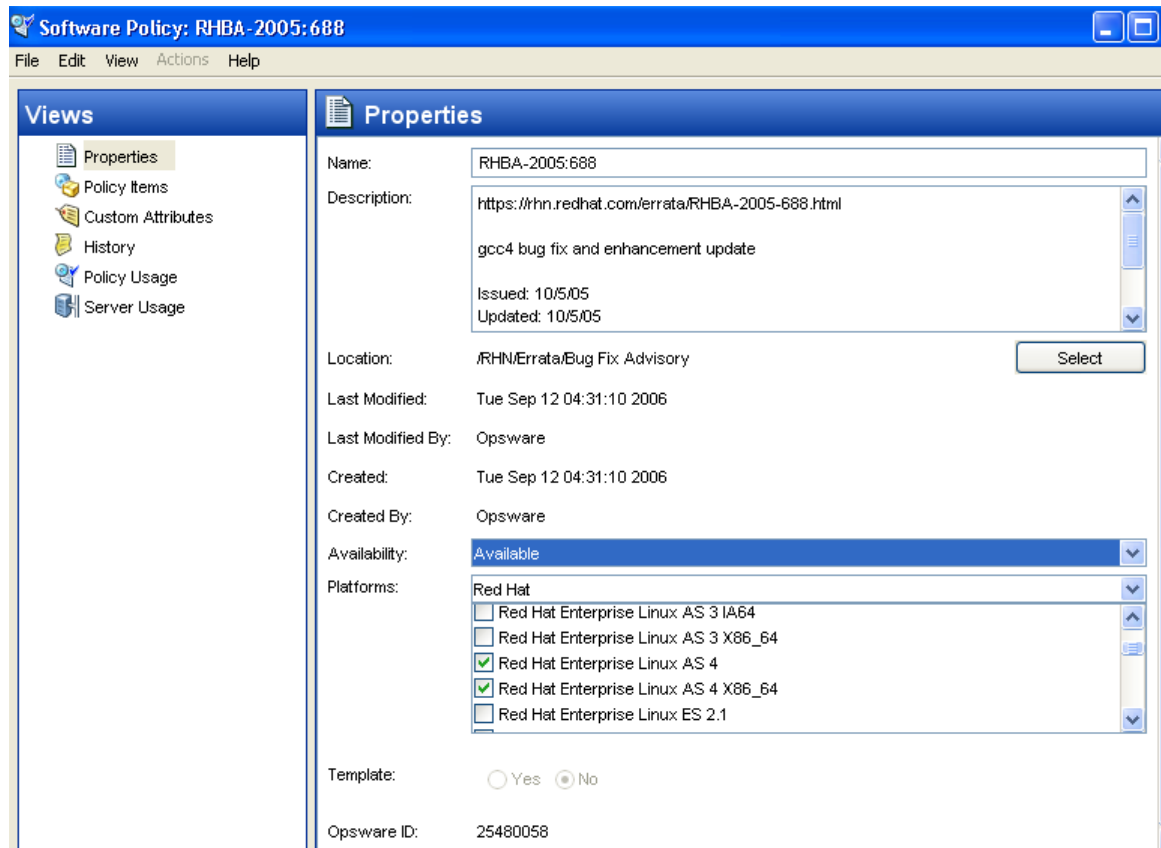 Software Policy: RHBA-2005:688
File Edit View Actions Help
Views
Properties
Policy Items
Custom Attributes
History
Policy Usage
Server Usage
Properties
Name: RHBA-2005:688
Description: https://rhn.redhat.com/errata/RHBA-2005-688.html
gcc4 bug fix and enhancement update
Issued: 10/5/05
Updated: 10/5/05
Location: /RHN/Errata/Bug Fix Advisory Select
Last Modified: Tue Sep 12 04:31:10 2006
Last Modified By: Opsware
Created: Tue Sep 12 04:31:10 2006
Created By: Opsware
Availability: Available
Platforms: Red Hat
Red Hat Enterprise Linux AS 3 IA64
Red Hat Enterprise Linux AS 3 X86_64
Red Hat Enterprise Linux AS 4
Red Hat Enterprise Linux AS 4 X86_64
Red Hat Enterprise Linux ES 2.1
Template: Yes No
Opsware ID: 25480058